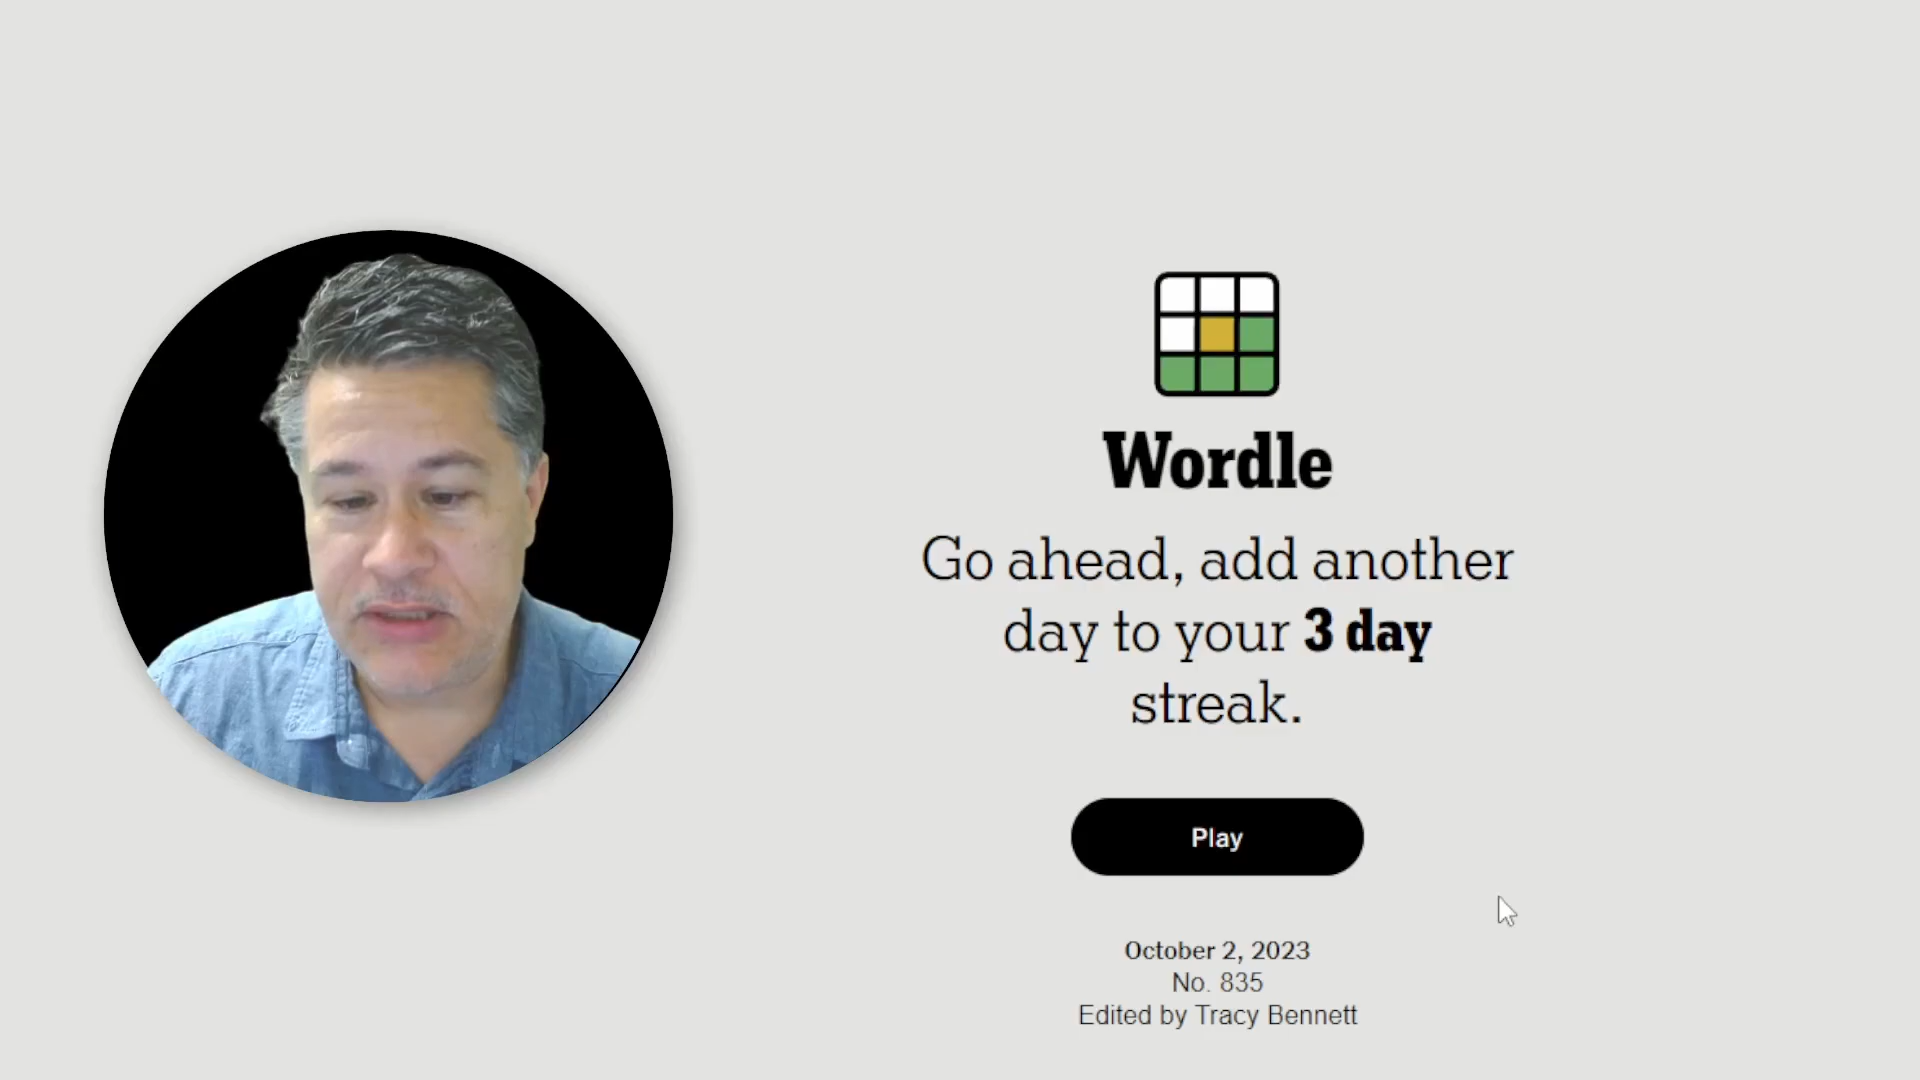 Wordle
Go ahead, add another
day to your 3 day
streak.
Play
October 2, 2023
No. 835
Edited by Tracy Bennett